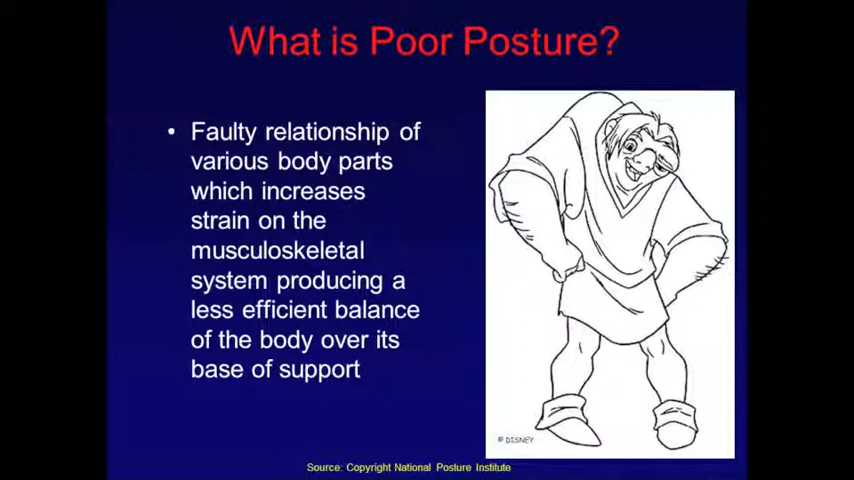 What is Poor Posture?
• Faulty relationship of
various body parts
which increases
strain on the
musculoskeletal
system producing a
less efficient balance
of the body over its
base of support
© DISNEY
Source: Copyright National Posture Institute